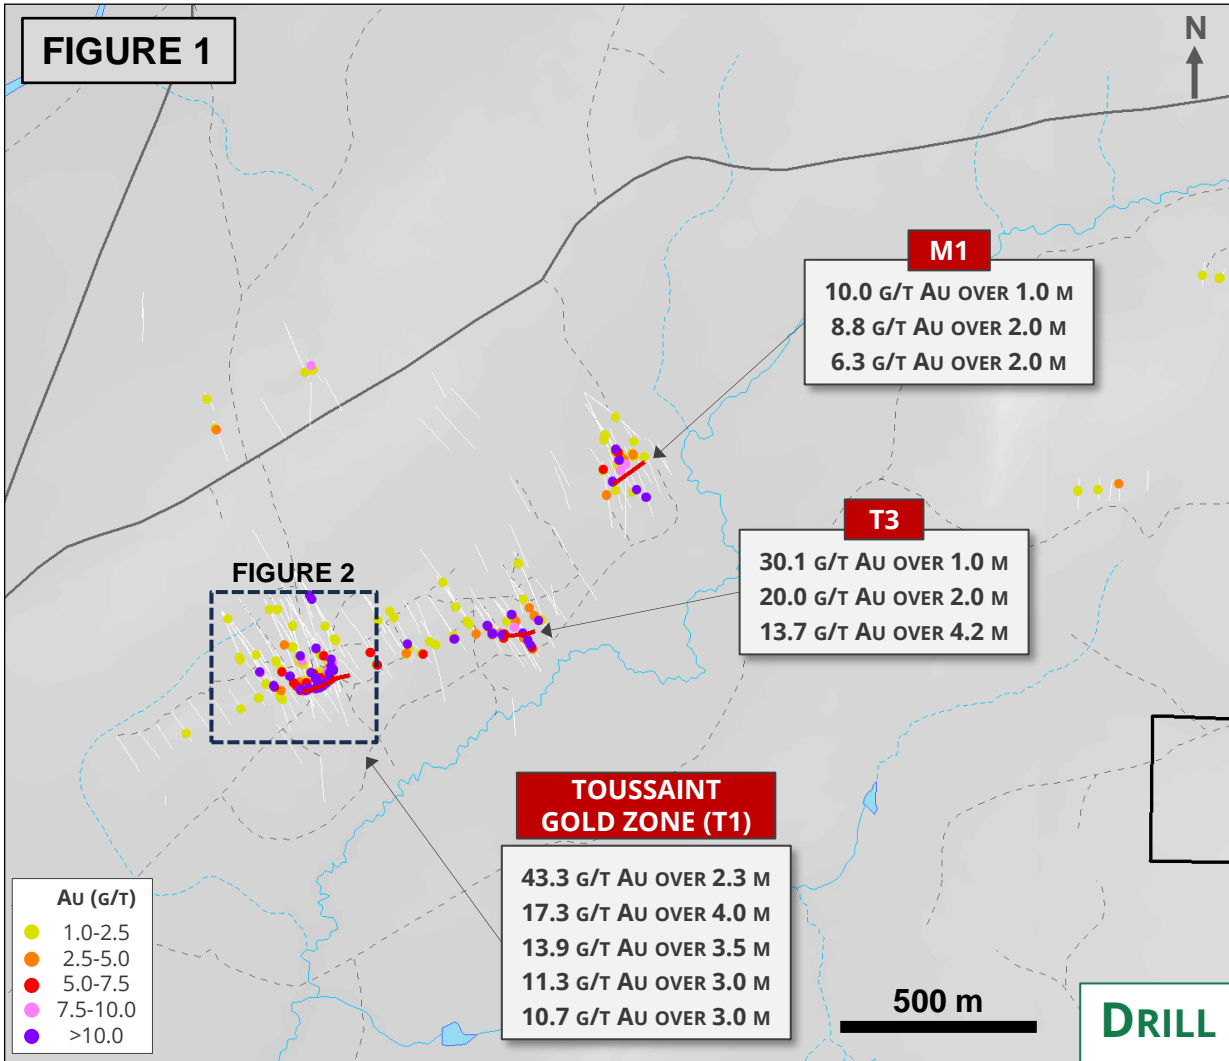 FIGURE 1
N
M1
10.0 G/T AU OVER 1.0 M
8.8 G/T AU OVER 2.0 M
6.3 G/T AU OVER 2.0 M
T3
30.1 G/T AU OVER 1.0 M
20.0 G/T AU OVER 2.0 M
13.7 G/T AU OVER 4.2 M
FIGURE 2
TOUSSAINT
GOLD ZONE (T1)
43.3 G/T AU OVER 2.3 M
17.3 G/T AU OVER 4.0 M
13.9 G/T AU OVER 3.5 M
11.3 G/T AU OVER 3.0 M
10.7 G/T AU OVER 3.0 M
AU (G/T)
1.0-2.5
2.5-5.0
5.0-7.5
7.5-10.0
>10.0
500 m
DRILL